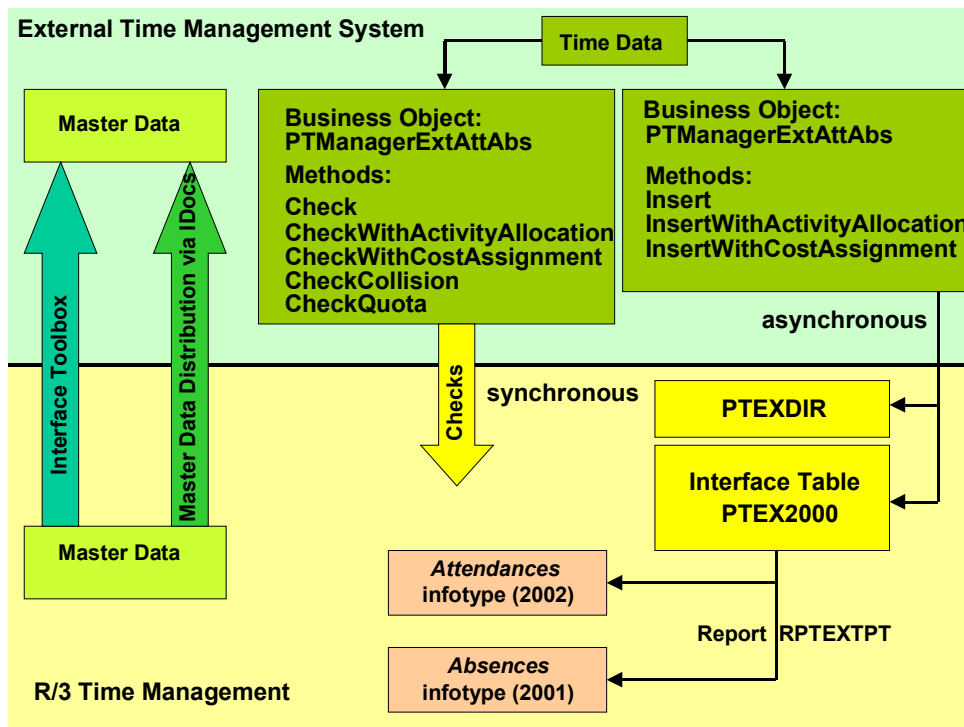 External Time Management System
Time Data
Master Data
Business Object:
PTManagerExtAttAbs
Methods:
Check
CheckWithActivityAllocation
CheckWithCostAssignment
CheckCollision
CheckQuota
Business Object:
PTManagerExtAttAbs
Methods:
Insert
InsertWithActivityAllocation
InsertWithCostAssignment
Interface Toolbox
Master Data Distribution via IDocs
asynchronous
Checks
synchronous
PTEXDIR
Interface Table
PTEX2000
Master Data
Attendances
infotype (2002)
Report RPTEXTPT
Absences
infotype (2001)
R/3 Time Management